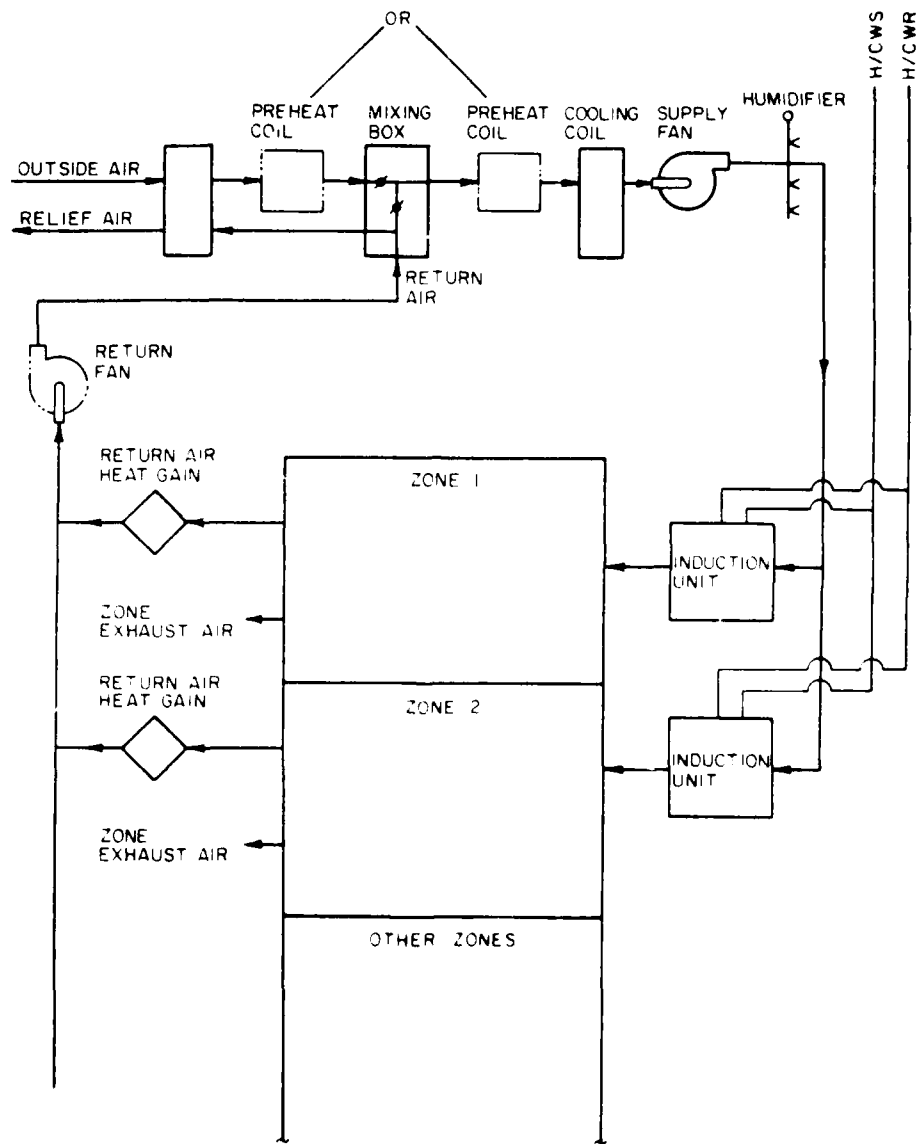 OR
H/CWS
H/CWR
PREHEAT
COIL
MIXING
BOX
PREHEAT
COIL
COOLING
COIL
SUPPLY
FAN
HUMIDIFIER
OUTSIDE AIR
RELIEF AIR
RETURN
AIR
RETURN
FAN
RETURN AIR
HEAT GAIN
ZONE 1
INDUCTION
UNIT
ZONE
EXHAUST AIR
RETURN AIR
HEAT GAIN
ZONE 2
INDUCTION
UNIT
ZONE
EXHAUST AIR
OTHER ZONES